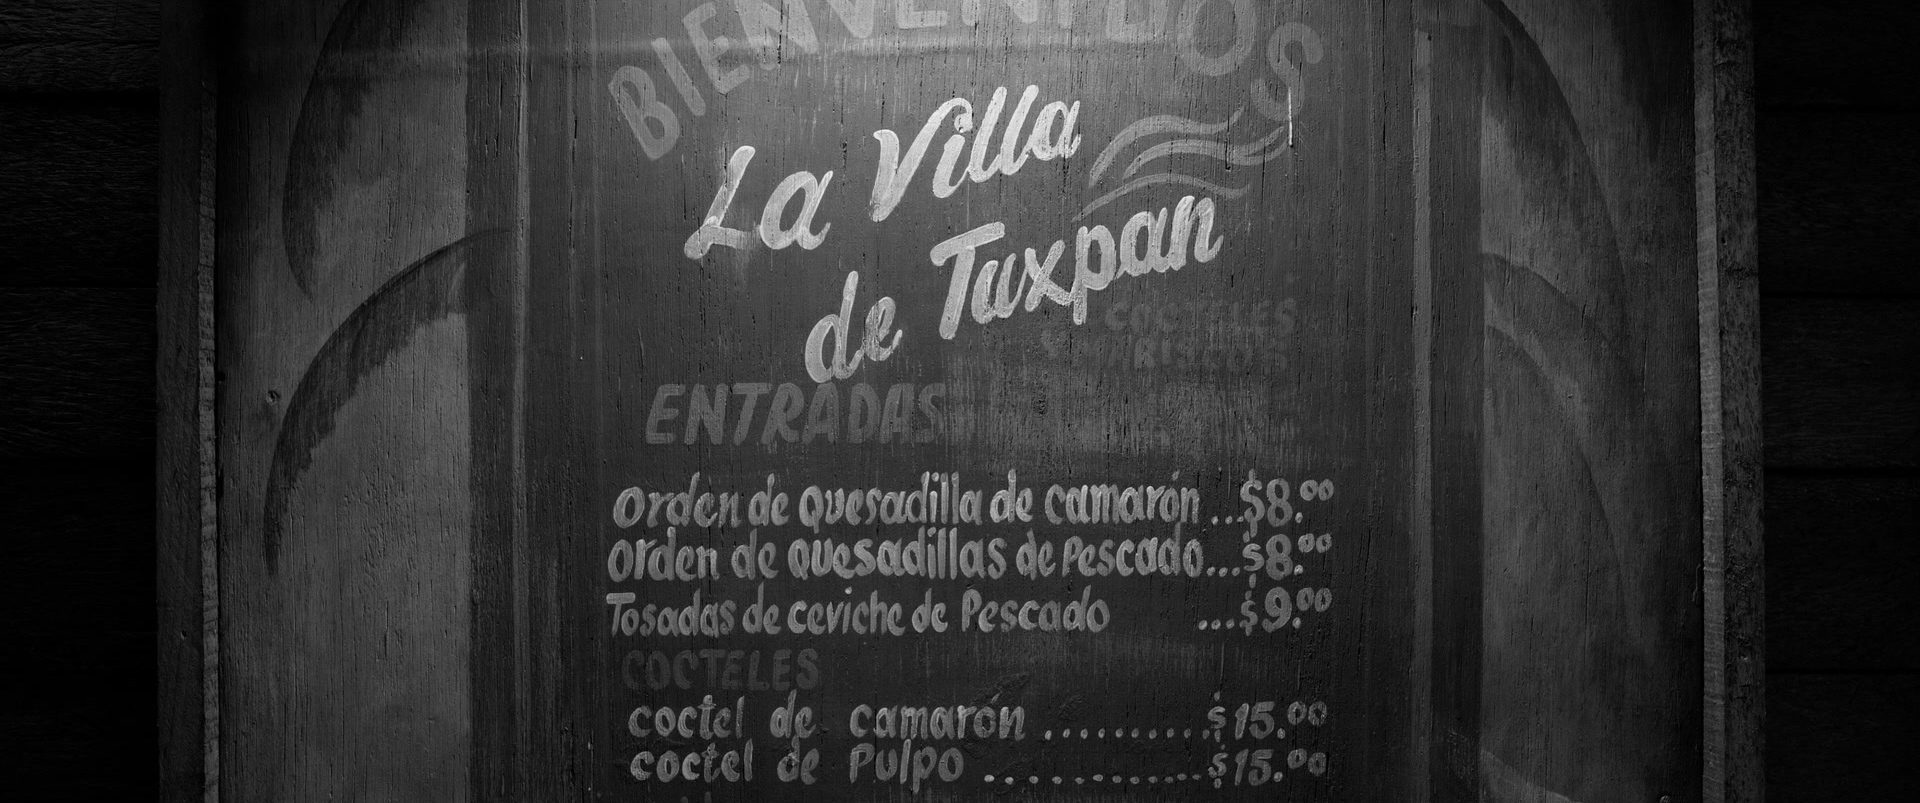 BIENVENIDOS
La Villa
de Tuxpan
COCTELES
Y MARISCOS
ENTRADAS
Orden de Quesadilla de camarón ...$8.00
Orden de quesadillas de Pescado...$8.00
Tosadas de ceviche de Pescado ...$9.00
COCTELES
coctel de camarón ..........$15.00
coctel de Pulpo .............$15.00